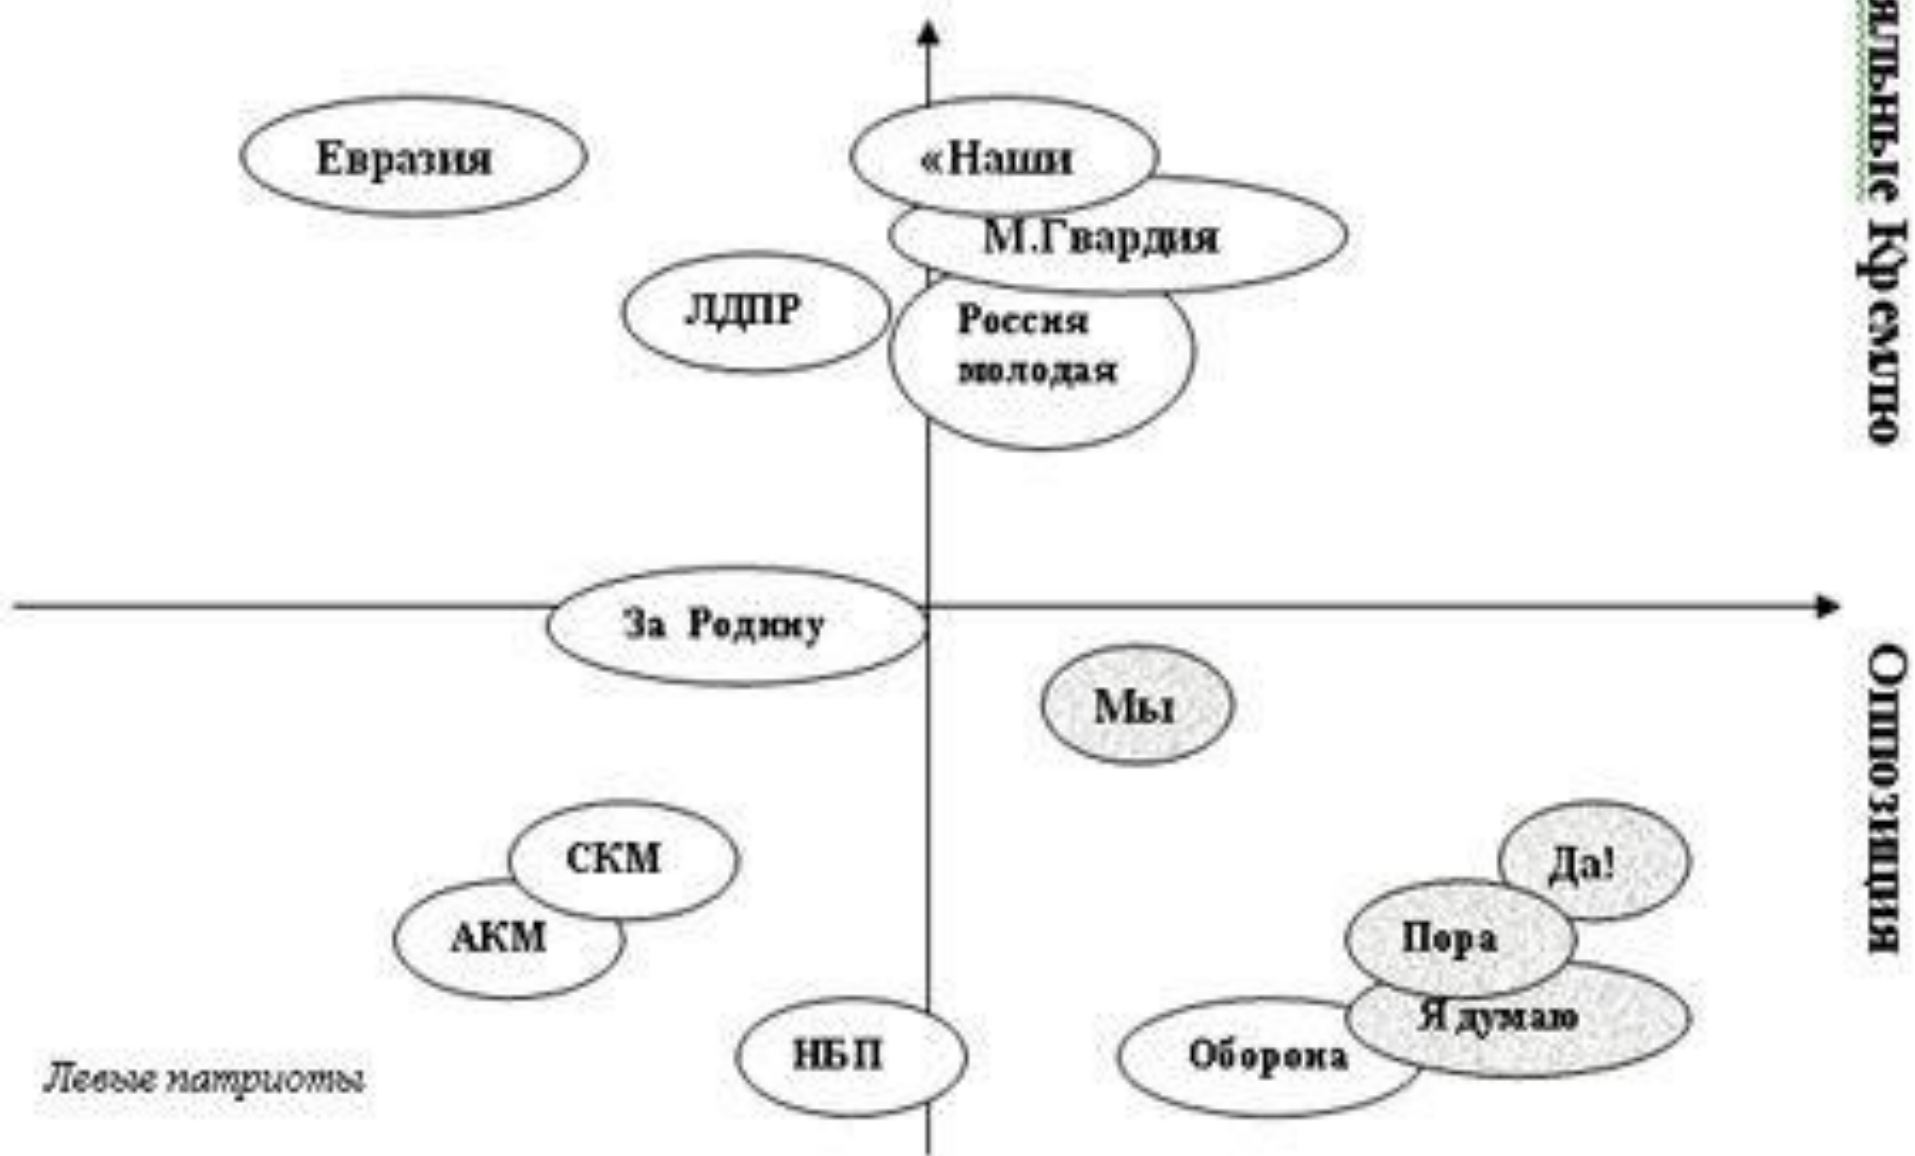 яльные Кремлю
Евразия
«Наши
М.Гвардия
ЛДПР
Россия
молодая
За Родину
Мы
Оппозиция
СКМ
Да!
АКМ
Пора
Я думаю
НБП
Оборона
Левые патриоты